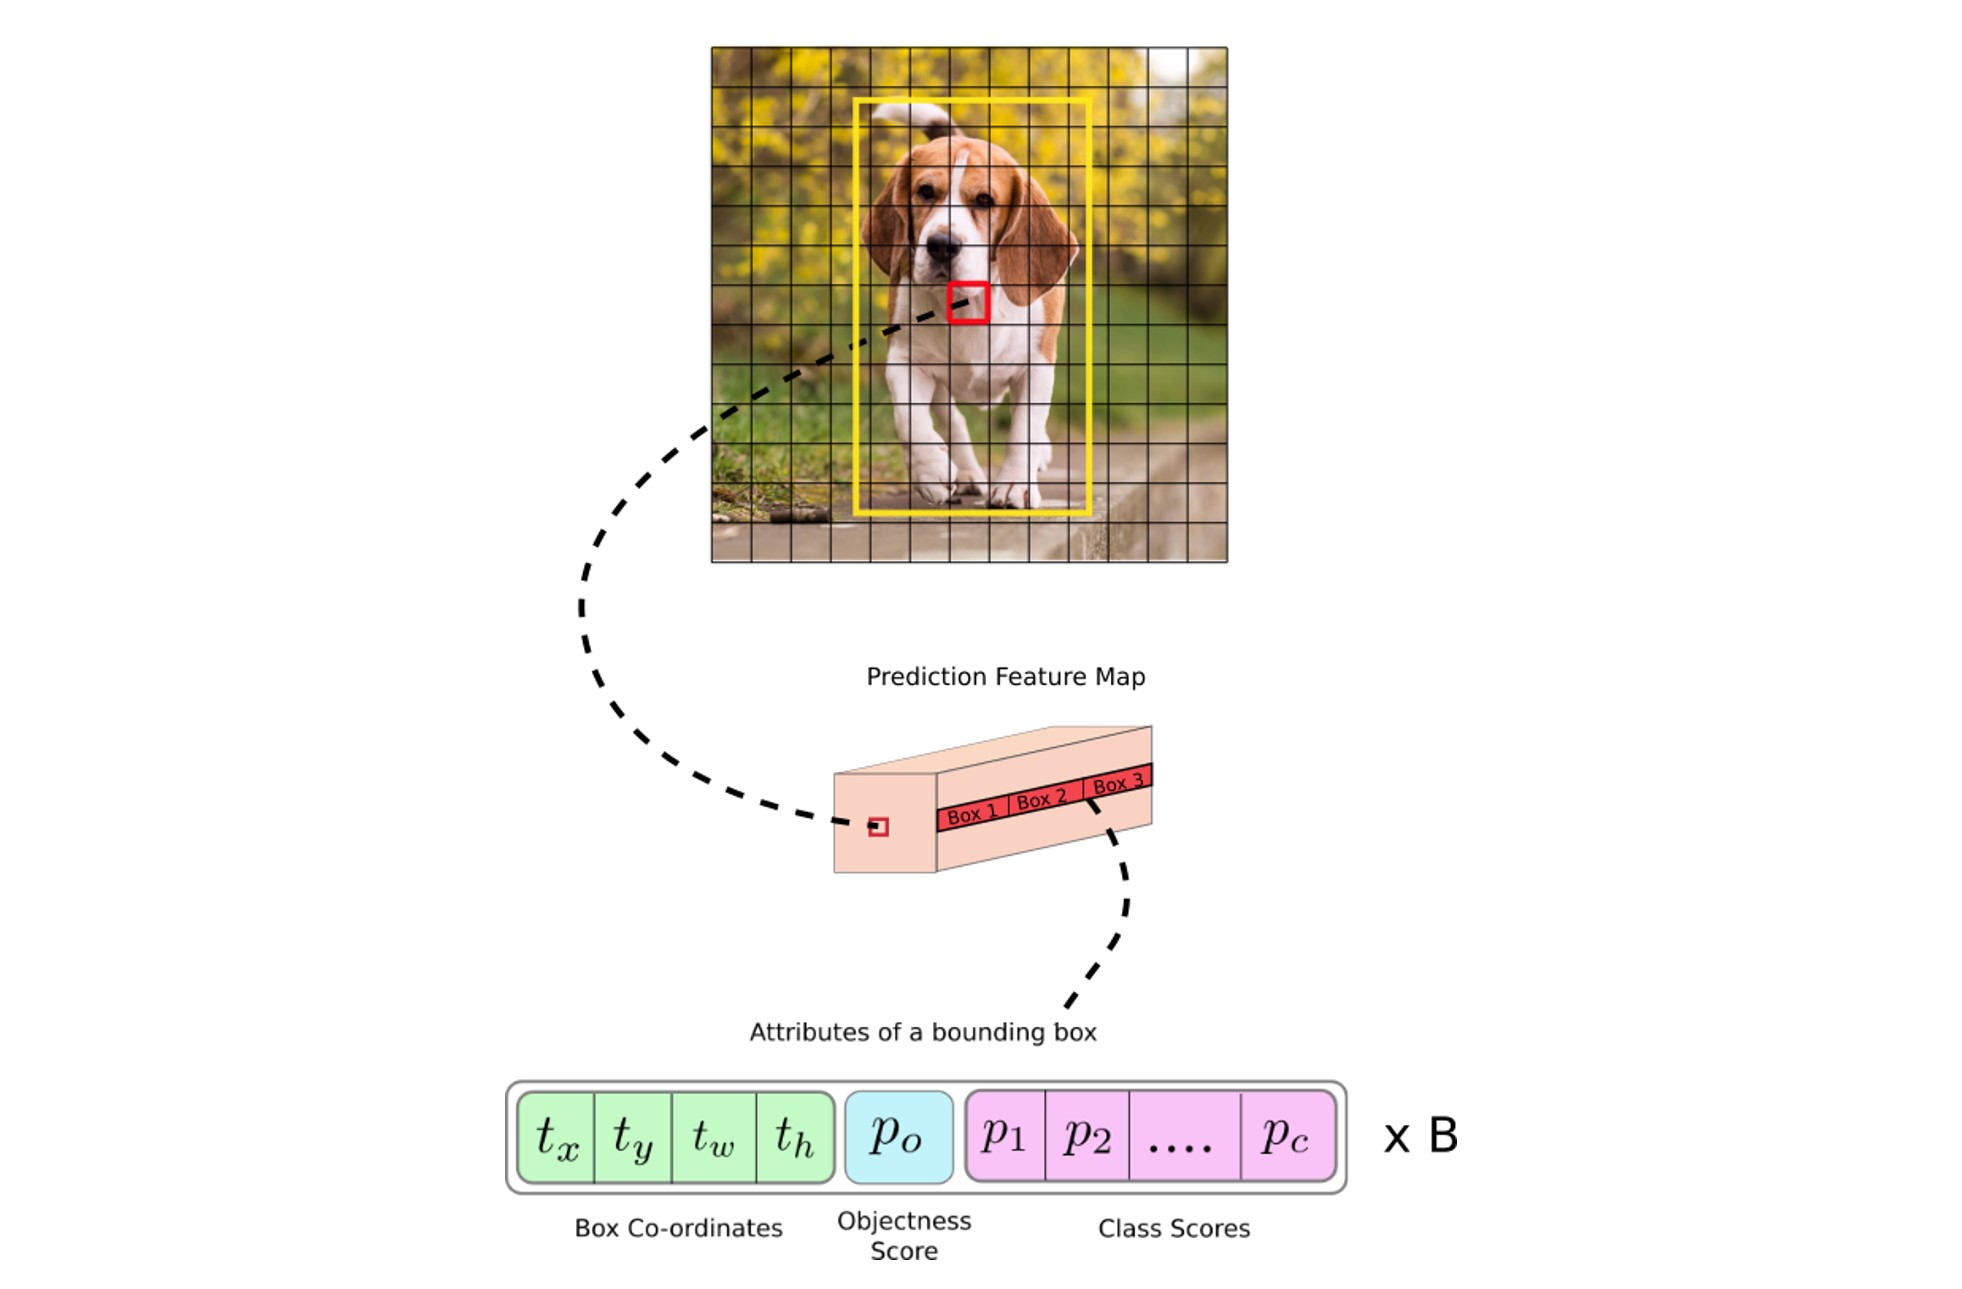 Prediction Feature Map
Box 1 Box 2 Box 3
Attributes of a bounding box
t_x t_y t_w t_h p_o p_1 p_2 .... p_c x B
Box Co-ordinates
Objectness
Score
Class Scores